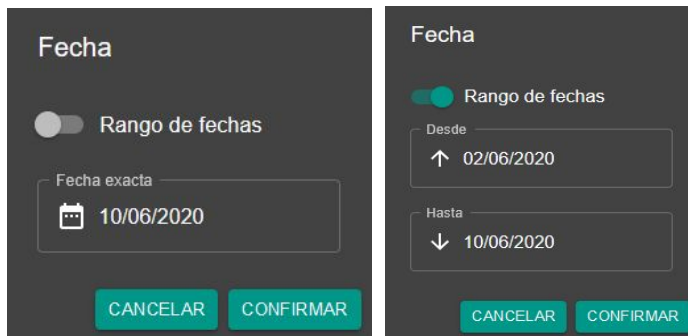 Fecha
Rango de fechas
Fecha exacta
10/06/2020
CANCELAR CONFIRMAR
Fecha
Rango de fechas
Desde
02/06/2020
Hasta
10/06/2020
CANCELAR CONFIRMAR